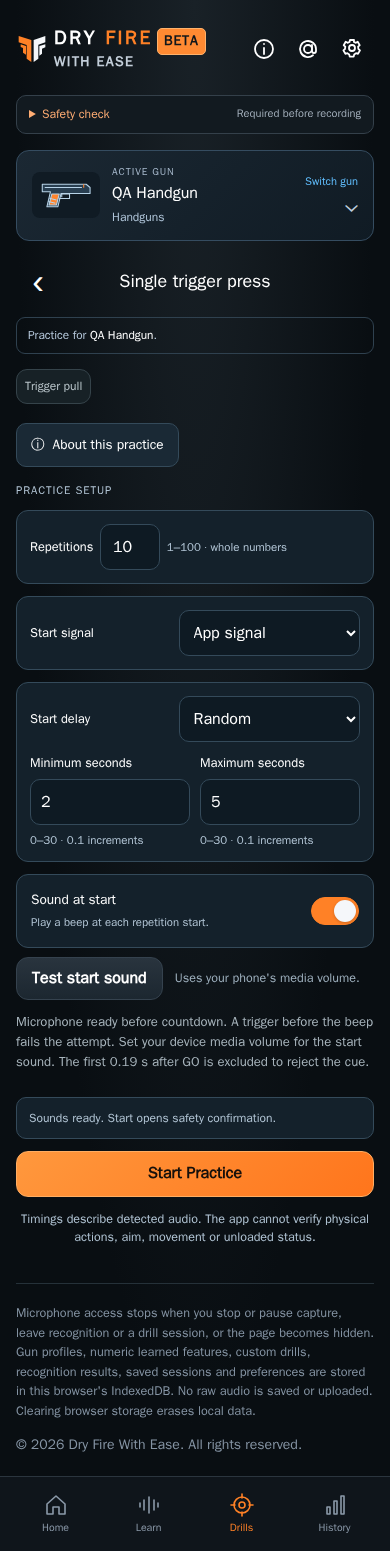 DRY FIRE BETA
WITH EASE
Safety check Required before recording
ACTIVE GUN
QA Handgun
Switch gun
Handguns
Single trigger press
Practice for QA Handgun.
Trigger pull
About this practice
PRACTICE SETUP
Repetitions 10 1–100 · whole numbers
Start signal App signal
Start delay Random
Minimum seconds Maximum seconds
2 5
0–30 · 0.1 increments 0–30 · 0.1 increments
Sound at start
Play a beep at each repetition start.
Test start sound Uses your phone's media volume.
Microphone ready before countdown. A trigger before the beep
fails the attempt. Set your device media volume for the start
sound. The first 0.19 s after GO is excluded to reject the cue.
Sounds ready. Start opens safety confirmation.
Start Practice
Timings describe detected audio. The app cannot verify physical
actions, aim, movement or unloaded status.
Microphone access stops when you stop or pause capture,
leave recognition or a drill session, or the page becomes hidden.
Gun profiles, numeric learned features, custom drills,
recognition results, saved sessions and preferences are stored
in this browser's IndexedDB. No raw audio is saved or uploaded.
Clearing browser storage erases local data.
© 2026 Dry Fire With Ease. All rights reserved.
Home Learn Drills History